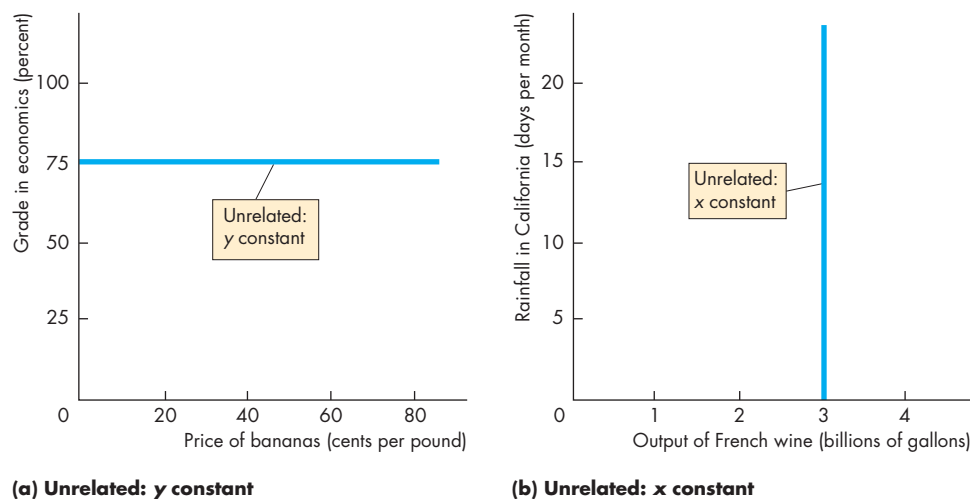 Grade in economics (percent)
100
75
50
25
0
20
40
60
80
Price of bananas (cents per pound)
Unrelated:
y constant
(a) Unrelated: y constant
Rainfall in California (days per month)
20
15
10
5
0
1
2
3
4
Output of French wine (billions of gallons)
Unrelated:
x constant
(b) Unrelated: x constant